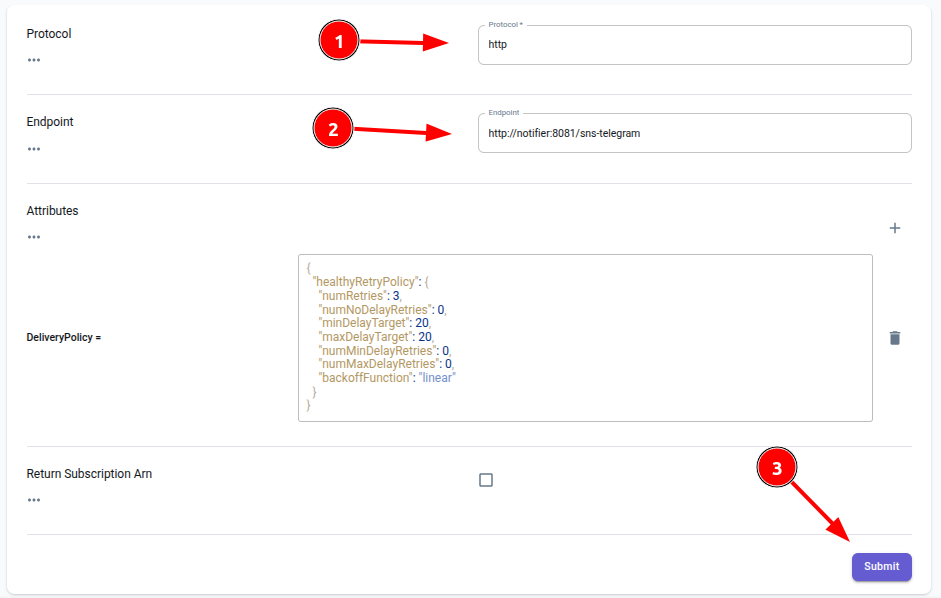 Protocol
...
1
Protocol *
http
Endpoint
...
2
Endpoint
http://notifier:8081/sns-telegram
Attributes
...
+
DeliveryPolicy =
{
"healthyRetryPolicy": {
"numRetries": 3,
"numNoDelayRetries": 0,
"minDelayTarget": 20,
"maxDelayTarget": 20,
"numMinDelayRetries": 0,
"numMaxDelayRetries": 0,
"backoffFunction": "linear"
}
}
Return Subscription Arn
...
3
Submit